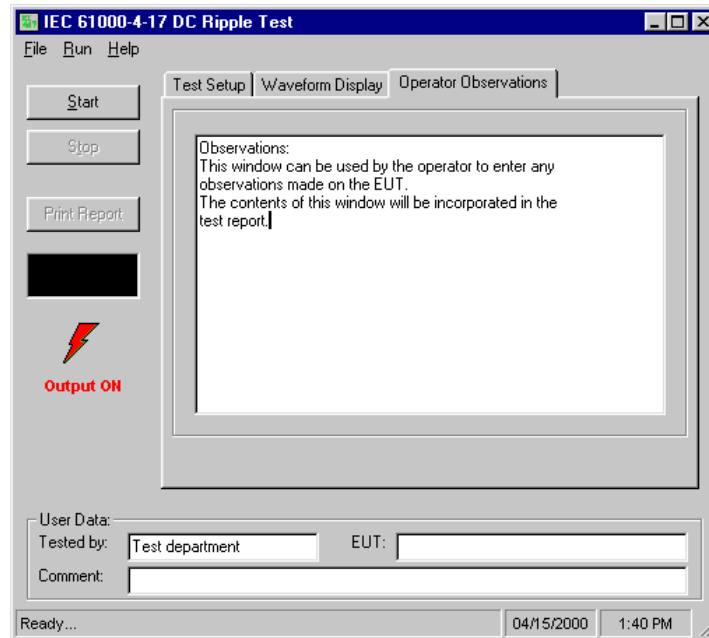 IEC 61000-4-17 DC Ripple Test
File Run Help
Test Setup Waveform Display Operator Observations
Start
Stop
Print Report
Output ON
Observations:
This window can be used by the operator to enter any
observations made on the EUT.
The contents of this window will be incorporated in the
test report.
User Data:
Tested by: Test department EUT:
Comment:
Ready... 04/15/2000 1:40 PM